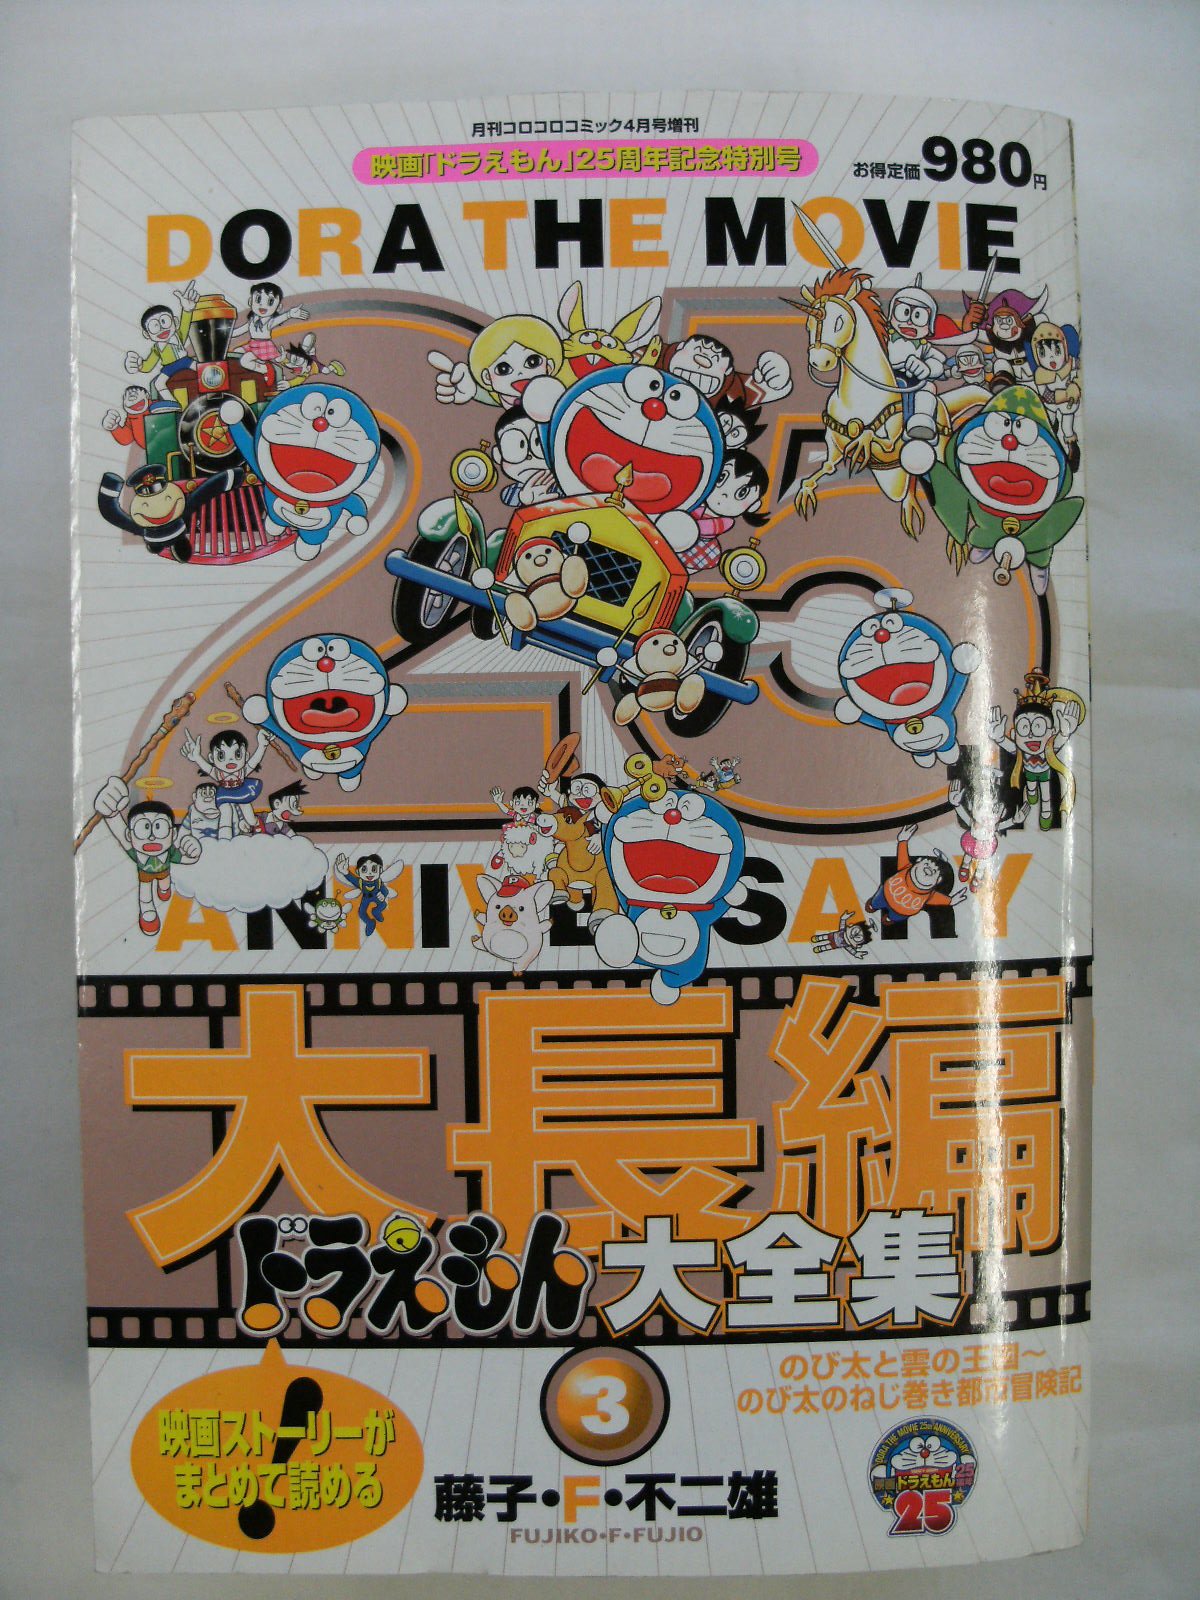 月刊コロコロコミック4月号増刊
映画「ドラえもん」25周年記念特別号
お得定価980円
DORA THE MOVIE
25
ANNIVERSARY
大長編
ドラえもん大全集
3
のび太と雲の王国〜
のび太のねじ巻き都市冒険記
映画ストーリーが
まとめて読める!
藤子・F・不二雄
FUJIKO・F・FUJIO
DORA THE MOVIE 25th ANNIVERSARY
映画ドラえもん
25